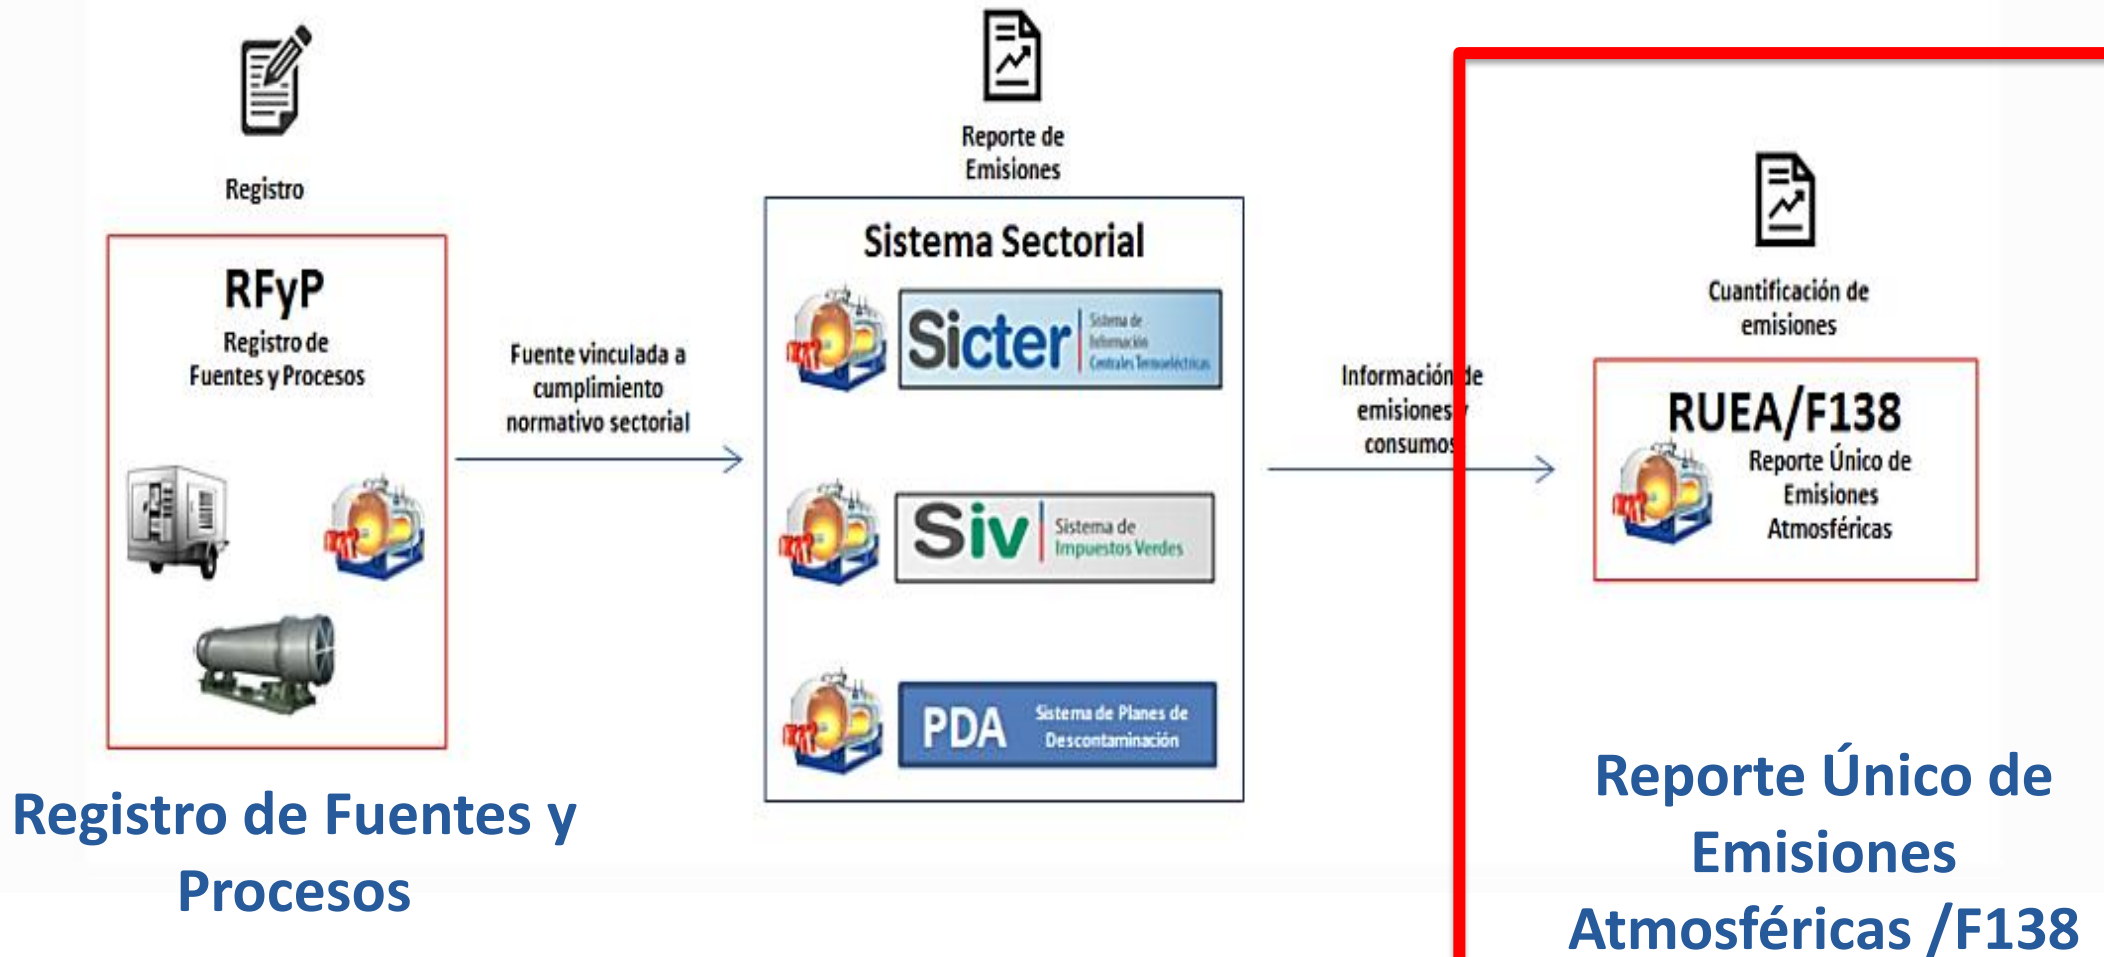 Registro
RFyP
Registro de
Fuentes y Procesos
Registro de Fuentes y
Procesos
Fuente vinculada a
cumplimiento
normativo sectorial
Reporte de
Emisiones
Sistema Sectorial
Sicter
Sistema de
Información
Centrales Termoeléctricas
Siv
Sistema de
Impuestos Verdes
PDA
Sistema de Planes de
Descontaminación
Información de
emisiones y
consumos
Cuantificación de
emisiones
RUEA/F138
Reporte Único de
Emisiones
Atmosféricas
Reporte Único de
Emisiones
Atmosféricas /F138